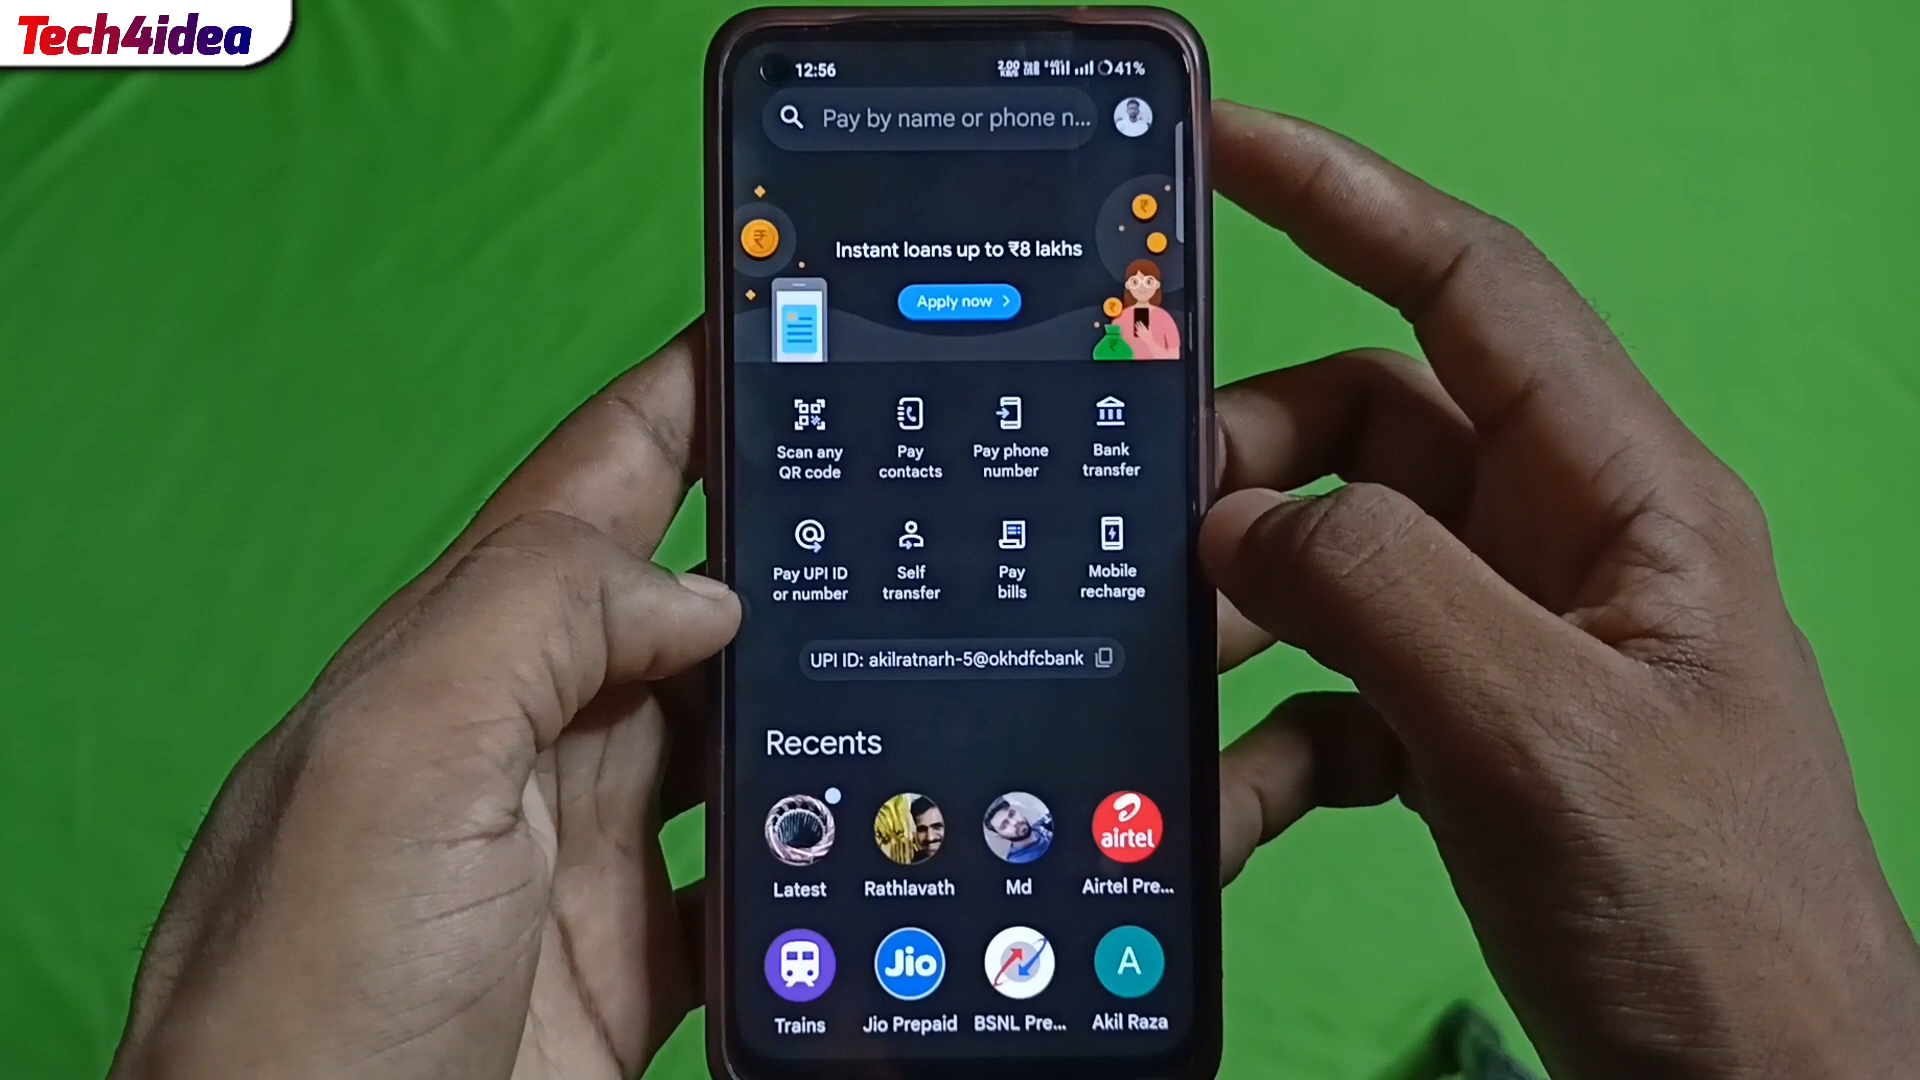 Tech4idea
12:56
2.00 KB/S
41%
Pay by name or phone n...
Instant loans up to ₹8 lakhs
Apply now
Scan any QR code
Pay contacts
Pay phone number
Bank transfer
Pay UPI ID or number
Self transfer
Pay bills
Mobile recharge
UPI ID: akilratnarh-5@okhdfcbank
Recents
airtel
Latest
Rathlavath
Md
Airtel Pre...
Jio
A
Trains
Jio Prepaid
BSNL Pre...
Akil Raza